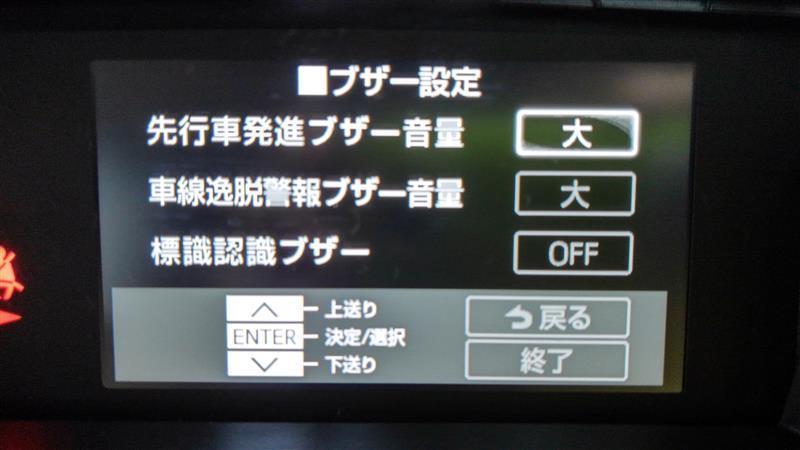 ■ブザー設定
先行車発進ブザー音量 大
車線逸脱警報ブザー音量 大
標識認識ブザー OFF
上送り
ENTER 決定/選択
下送り
戻る
終了